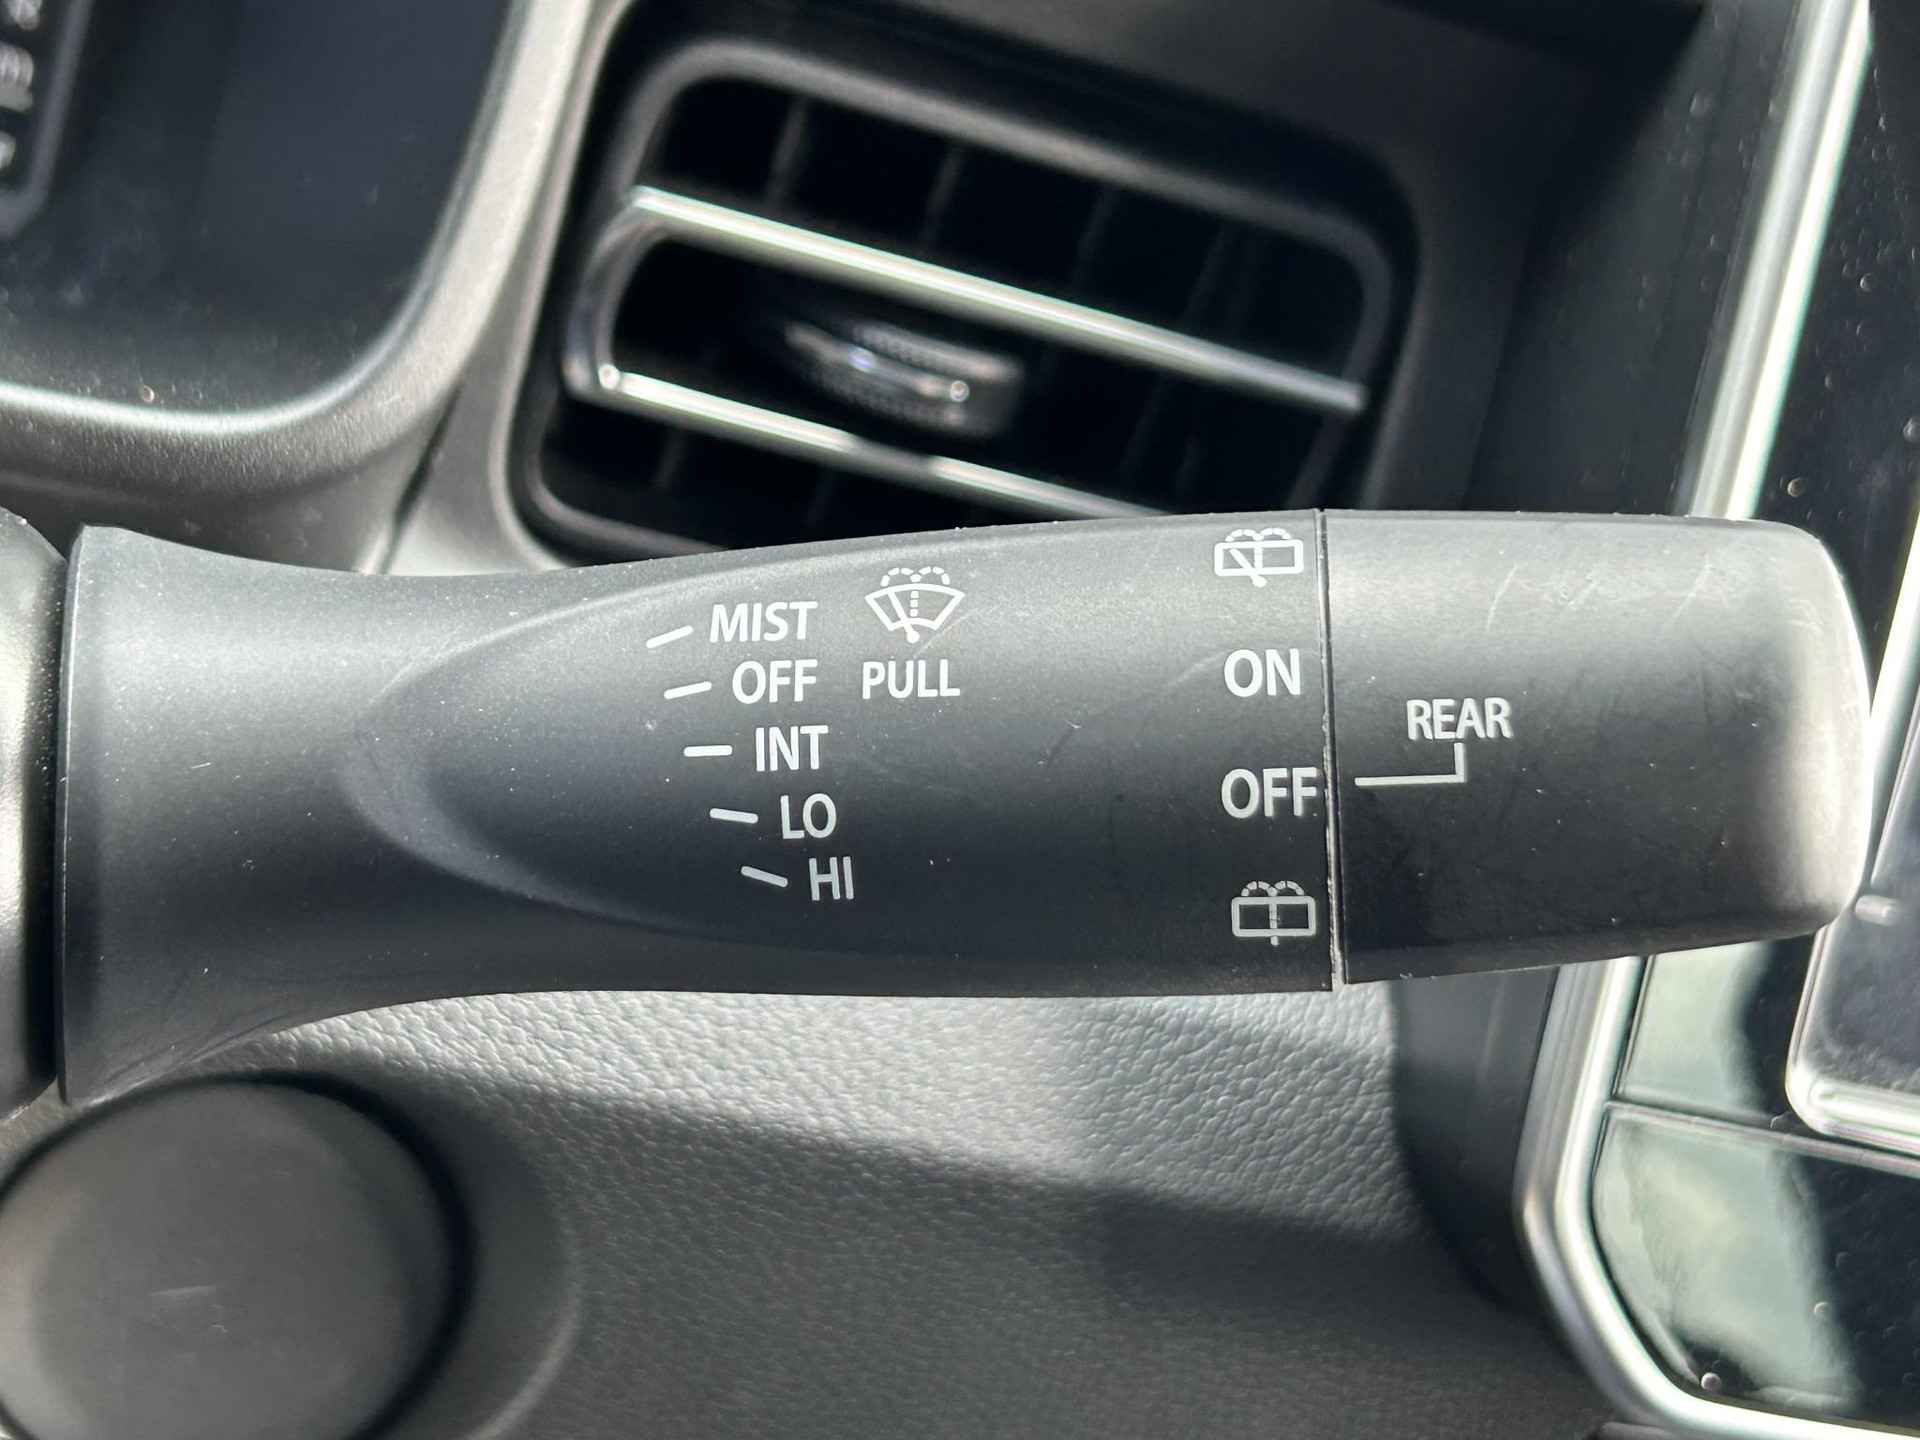 MIST
OFF PULL
INT
LO
HI
ON
OFF
REAR